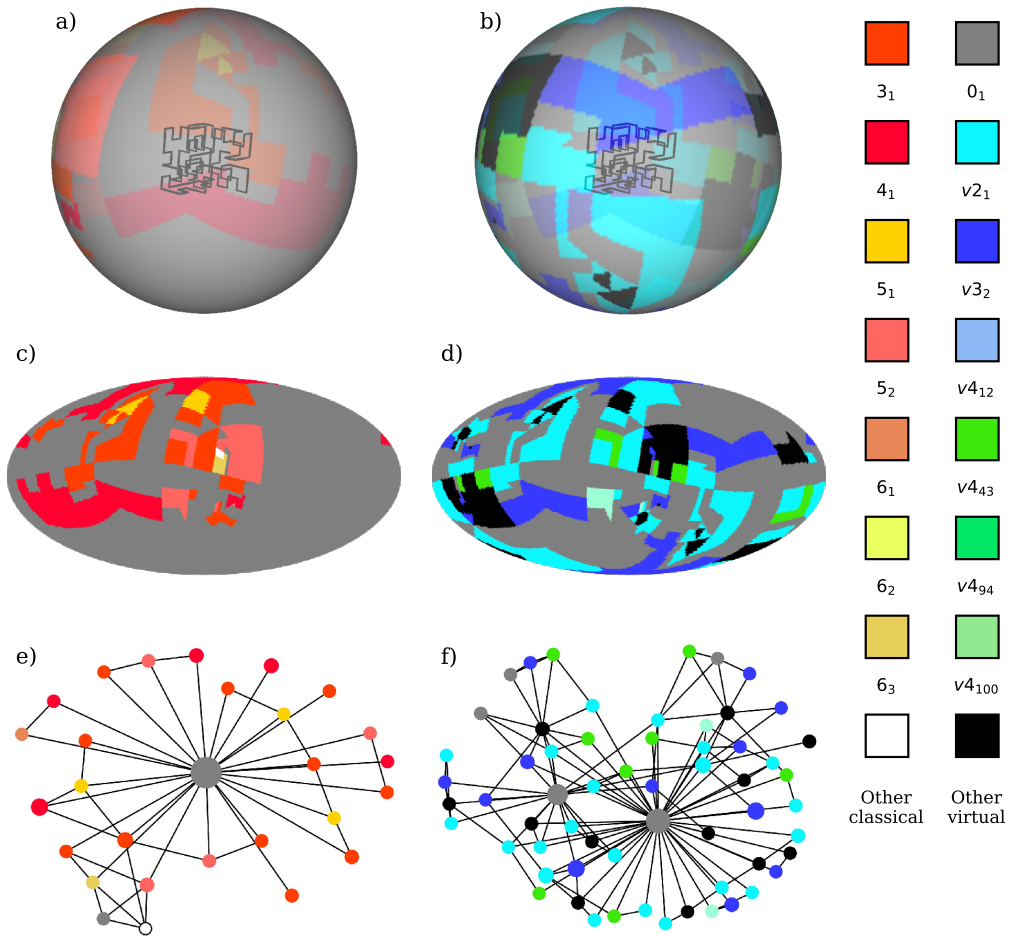 a)
b)
c)
d)
e)
f)
3₁
0₁
4₁
v2₁
5₁
v3₂
5₂
v4₁₂
6₁
v4₄₃
6₂
v4₉₄
6₃
v4₁₀₀
Other
classical
Other
virtual